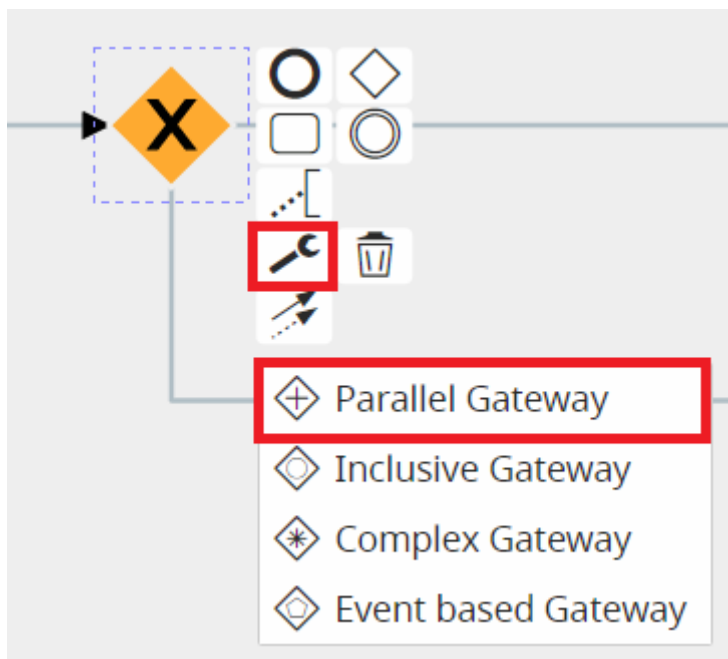 X
Parallel Gateway
Inclusive Gateway
Complex Gateway
Event based Gateway